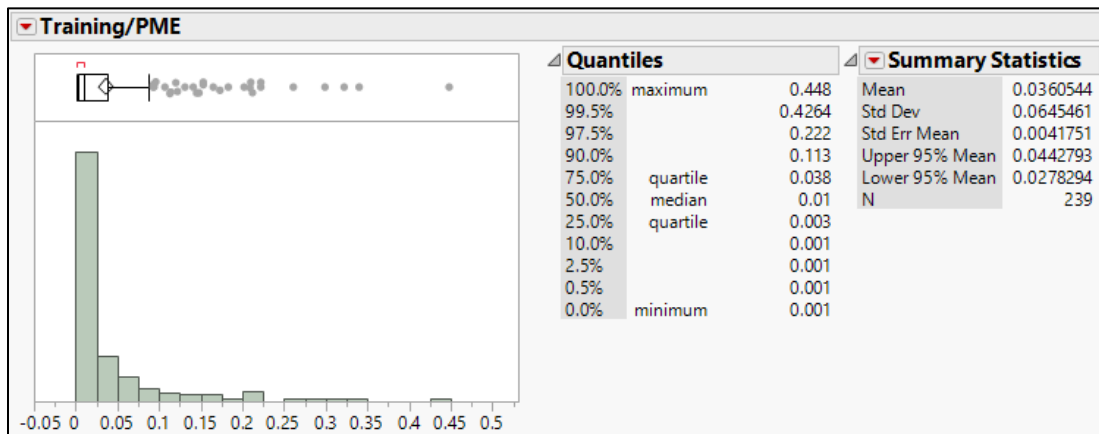 Training/PME
Quantiles
100.0% maximum 0.448
99.5% 0.4264
97.5% 0.222
90.0% 0.113
75.0% quartile 0.038
50.0% median 0.01
25.0% quartile 0.003
10.0% 0.001
2.5% 0.001
0.5% 0.001
0.0% minimum 0.001
Summary Statistics
Mean 0.0360544
Std Dev 0.0645461
Std Err Mean 0.0041751
Upper 95% Mean 0.0442793
Lower 95% Mean 0.0278294
N 239
-0.05 0 0.05 0.1 0.15 0.2 0.25 0.3 0.35 0.4 0.45 0.5